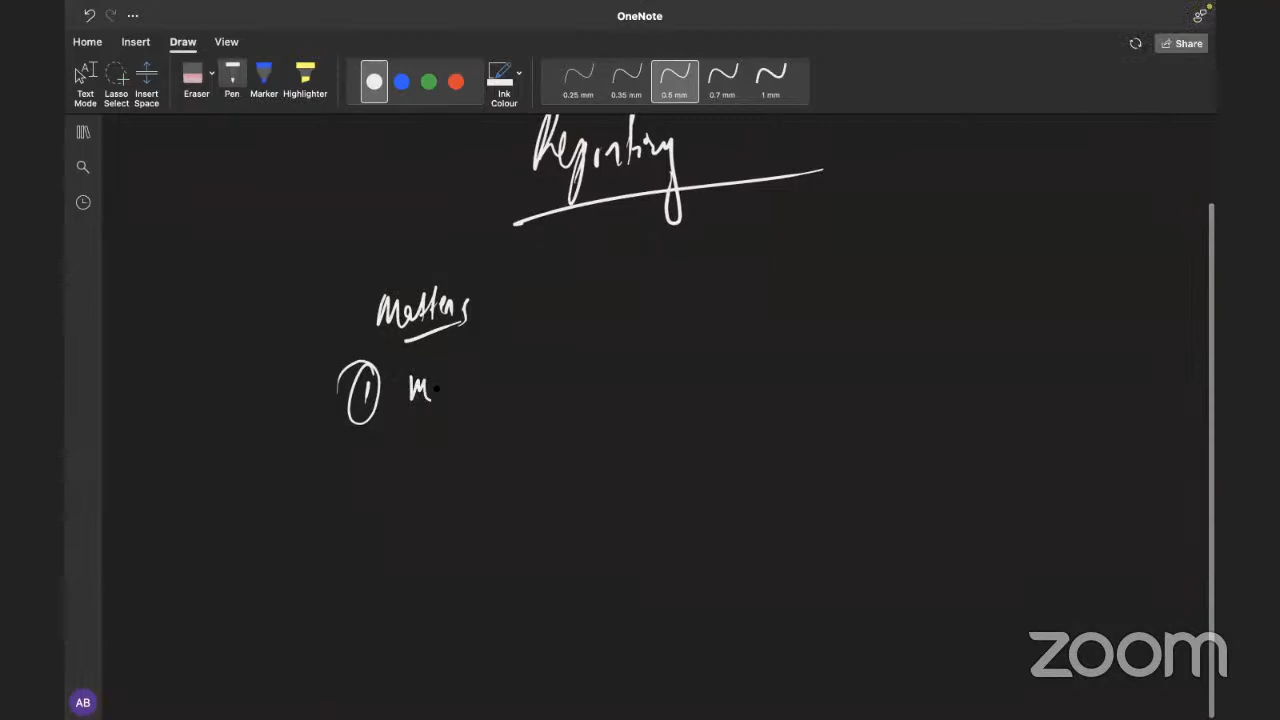 OneNote
Home Insert Draw View
Share
Text Mode Lasso Select Insert Space Eraser Pen Marker Highlighter Ink Colour 0.25 mm 0.35 mm 0.5 mm 0.7 mm 1 mm
Reporting
Matters
① M
zoom
AB